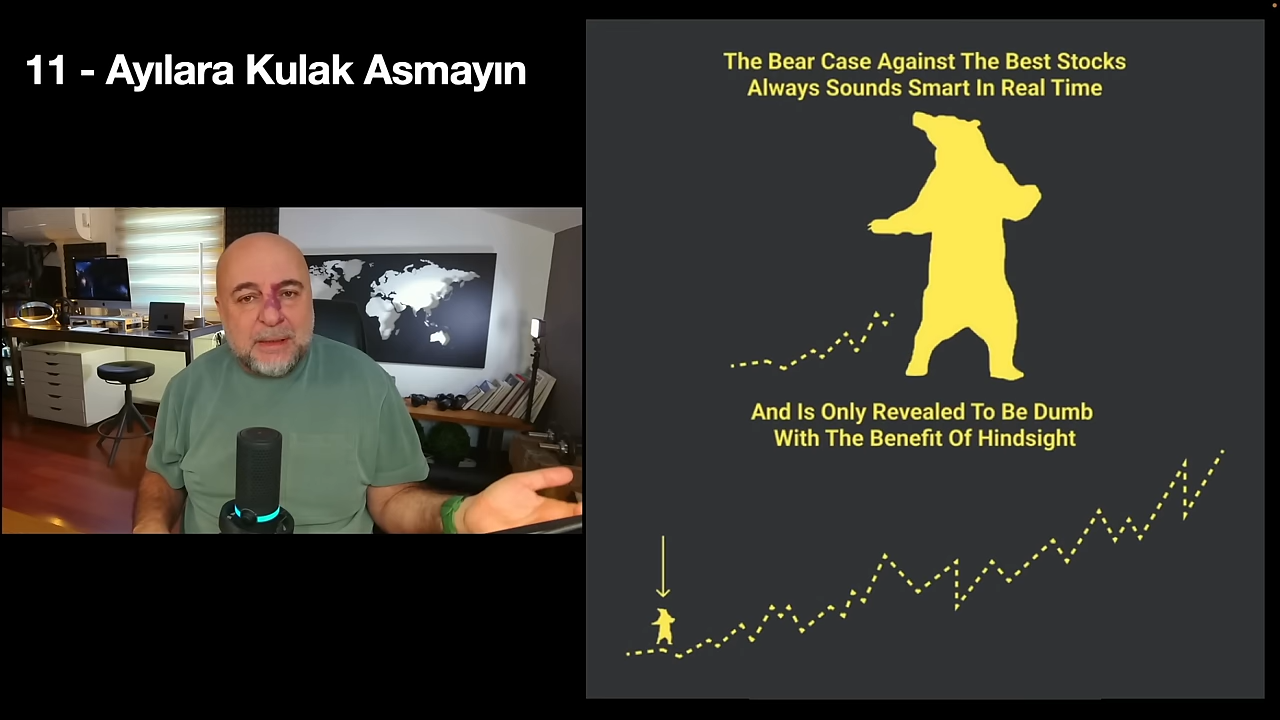 11 - Ayılara Kulak Asmayın
The Bear Case Against The Best Stocks
Always Sounds Smart In Real Time
And Is Only Revealed To Be Dumb
With The Benefit Of Hindsight